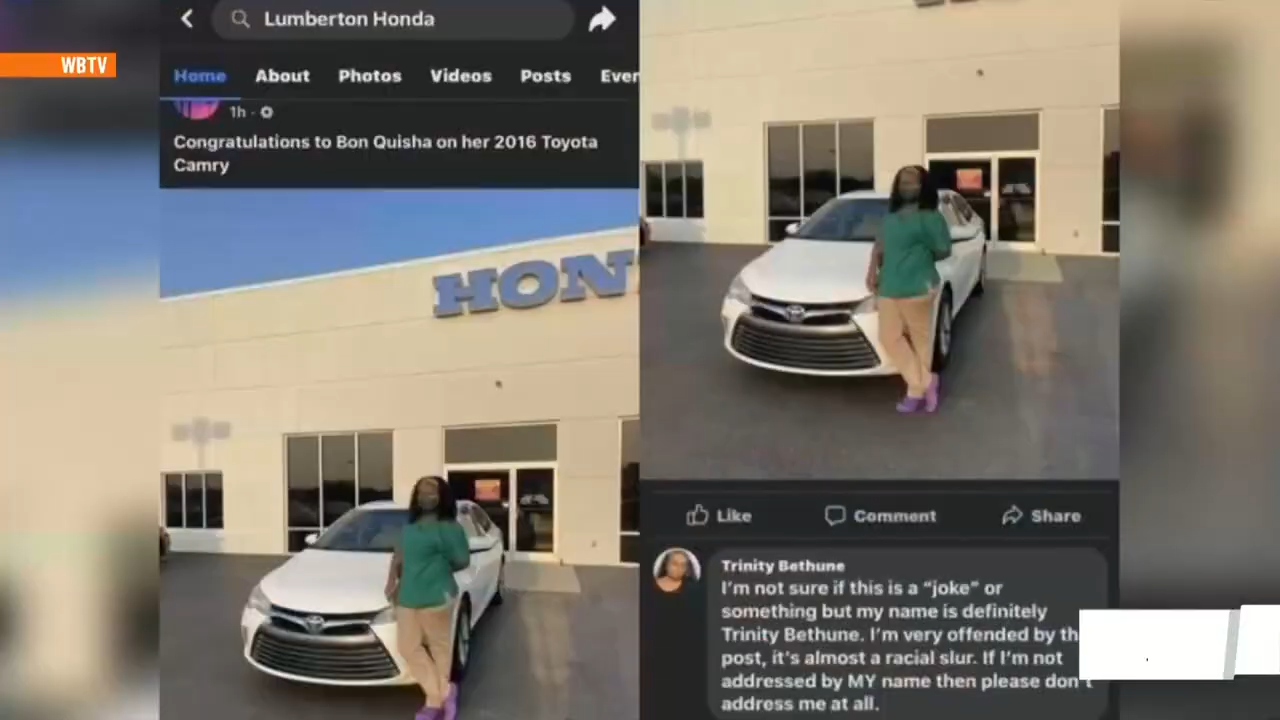 WBTV
Lumberton Honda
Home About Photos Videos Posts
1h
Congratulations to Bon Quisha on her 2016 Toyota
Camry
HON
Like Comment Share
Trinity Bethune
I'm not sure if this is a "joke" or
something but my name is definitely
Trinity Bethune. I'm very offended by th
post, it's almost a racial slur. If I'm not
addressed by MY name then please don't
address me at all.